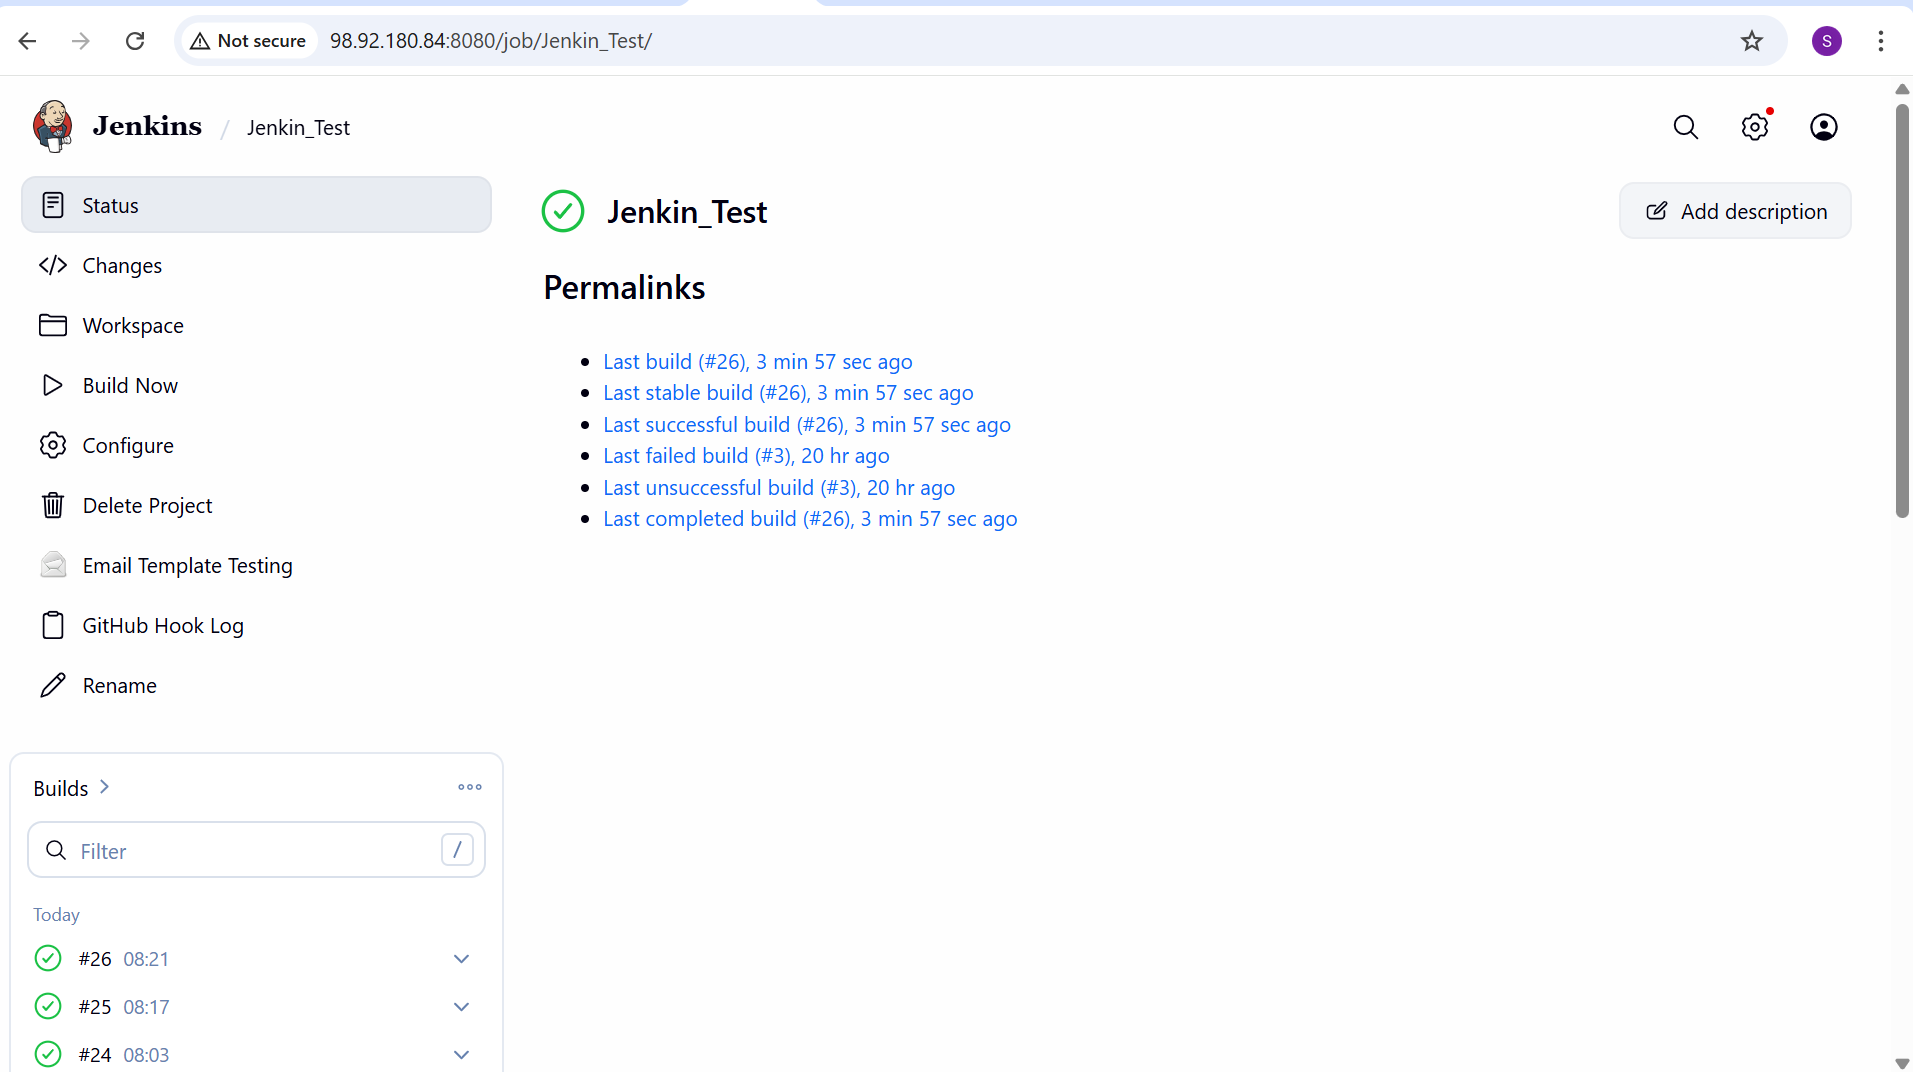 Not secure 98.92.180.84:8080/job/Jenkin_Test/
S
Jenkins / Jenkin_Test
Status
Changes
Workspace
Build Now
Configure
Delete Project
Email Template Testing
GitHub Hook Log
Rename
Jenkin_Test
Add description
Permalinks
Last build (#26), 3 min 57 sec ago
Last stable build (#26), 3 min 57 sec ago
Last successful build (#26), 3 min 57 sec ago
Last failed build (#3), 20 hr ago
Last unsuccessful build (#3), 20 hr ago
Last completed build (#26), 3 min 57 sec ago
Builds
Filter /
Today
#26 08:21
#25 08:17
#24 08:03